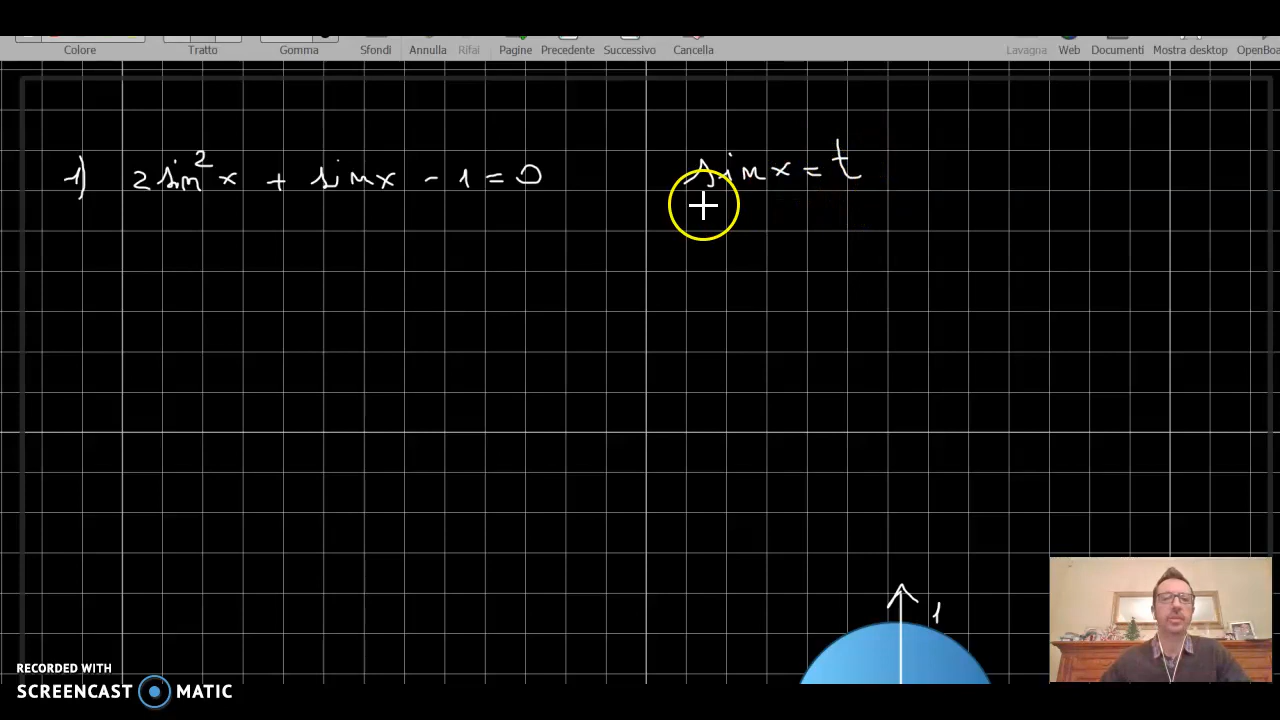 Colore Tratto Gomma Sfondi Annulla Rifai Pagine Precedente Successivo Cancella Lavagna Web Documenti Mostra desktop OpenBoa
1) 2sin²x + sinx - 1 = 0
sinx = t
1
RECORDED WITH
SCREENCAST MATIC